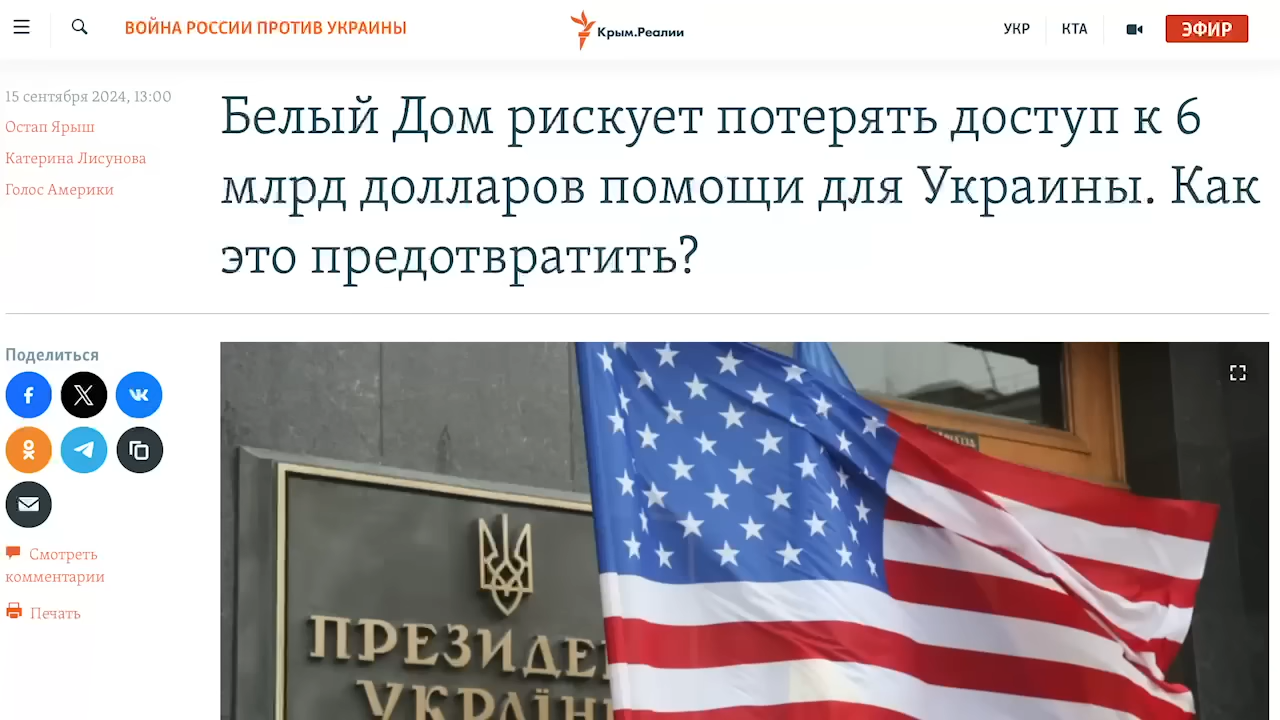 ВОЙНА РОССИИ ПРОТИВ УКРАИНЫ
Крым.Реалии
УКР
КТА
ЭФИР
15 сентября 2024, 13:00
Остап Ярыш
Катерина Лисунова
Голос Америки
Белый Дом рискует потерять доступ к 6
млрд долларов помощи для Украины. Как
это предотвратить?
Поделиться
Смотреть
комментарии
Печать
ПРЕЗИДЕ
УКРАЇН